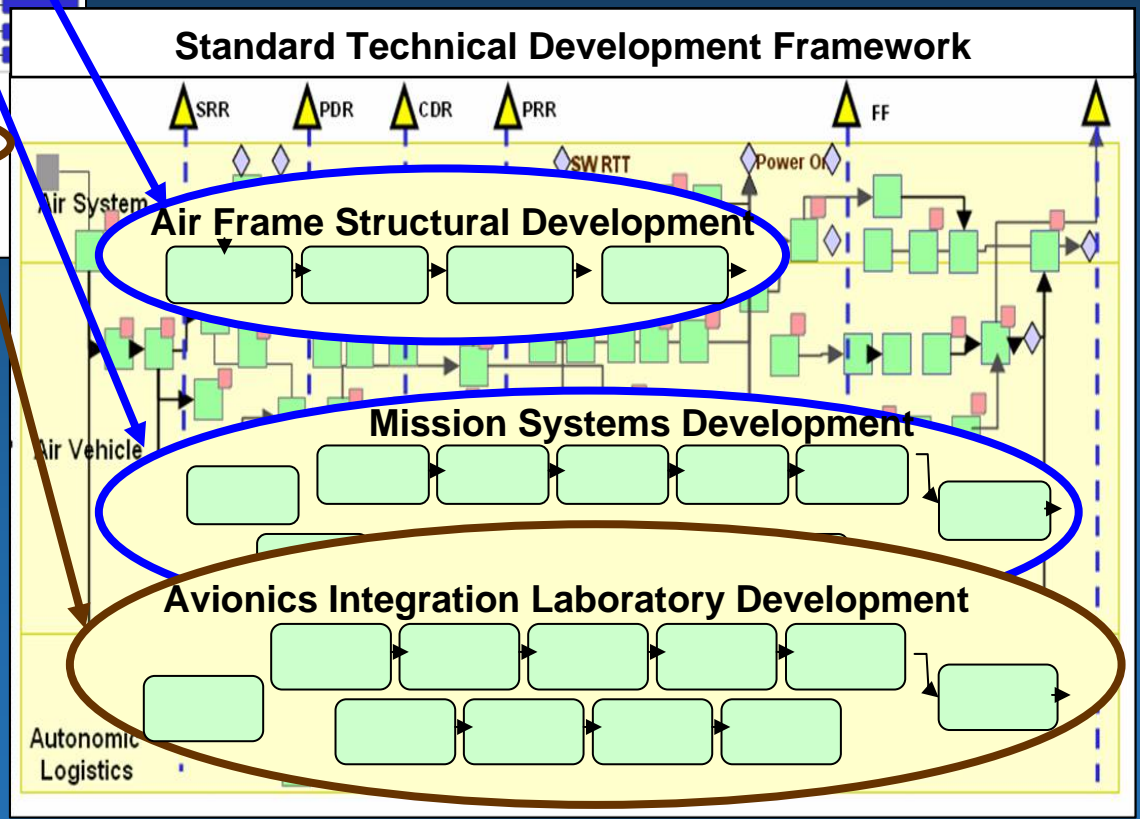 Standard Technical Development Framework
SRR
PDR
CDR
PRR
FF
SW RTT
Power On
Air System
Air Frame Structural Development
Mission Systems Development
Air Vehicle
Avionics Integration Laboratory Development
Autonomic
Logistics